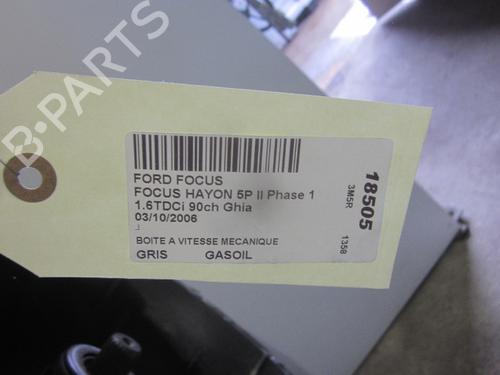 B-PARTS
FORD FOCUS
FOCUS HAYON 5P II Phase 1
1.6TDCi 90ch Ghia
03/10/2006
BOITE A VITESSE MECANIQUE
GRIS GASOIL
18505
3M5R 1358